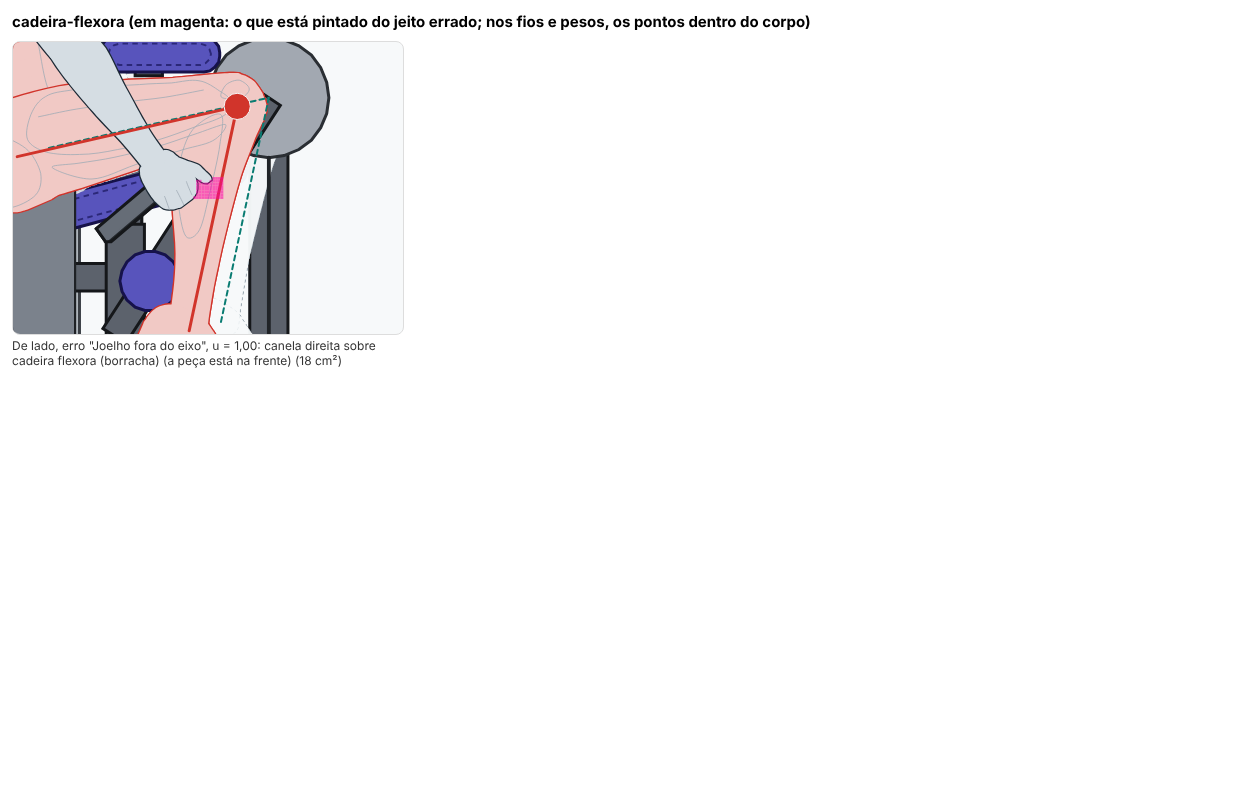 cadeira-flexora (em magenta: o que está pintado do jeito errado; nos fios e pesos, os pontos dentro do corpo)
De lado, erro "Joelho fora do eixo", u = 1,00: canela direita sobre
cadeira flexora (borracha) (a peça está na frente) (18 cm²)